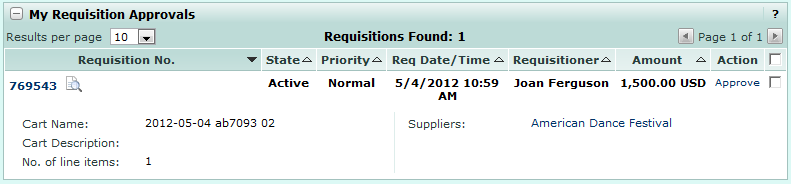 My Requisition Approvals ?
Results per page 10 Requisitions Found: 1 Page 1 of 1
Requisition No. State Priority Req Date/Time Requisitioner Amount Action
769543 Active Normal 5/4/2012 10:59 AM Joan Ferguson 1,500.00 USD Approve
Cart Name: 2012-05-04 ab7093 02 Suppliers: American Dance Festival
Cart Description:
No. of line items: 1